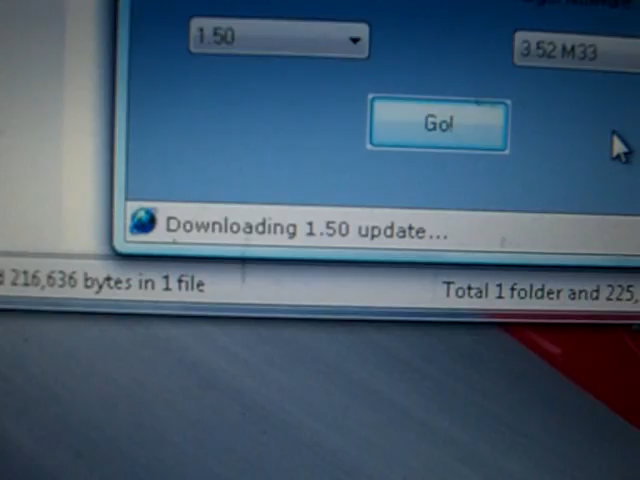 1.50
3.52 M33
Go!
Downloading 1.50 update...
216,636 bytes in 1 file
Total 1 folder and 225,